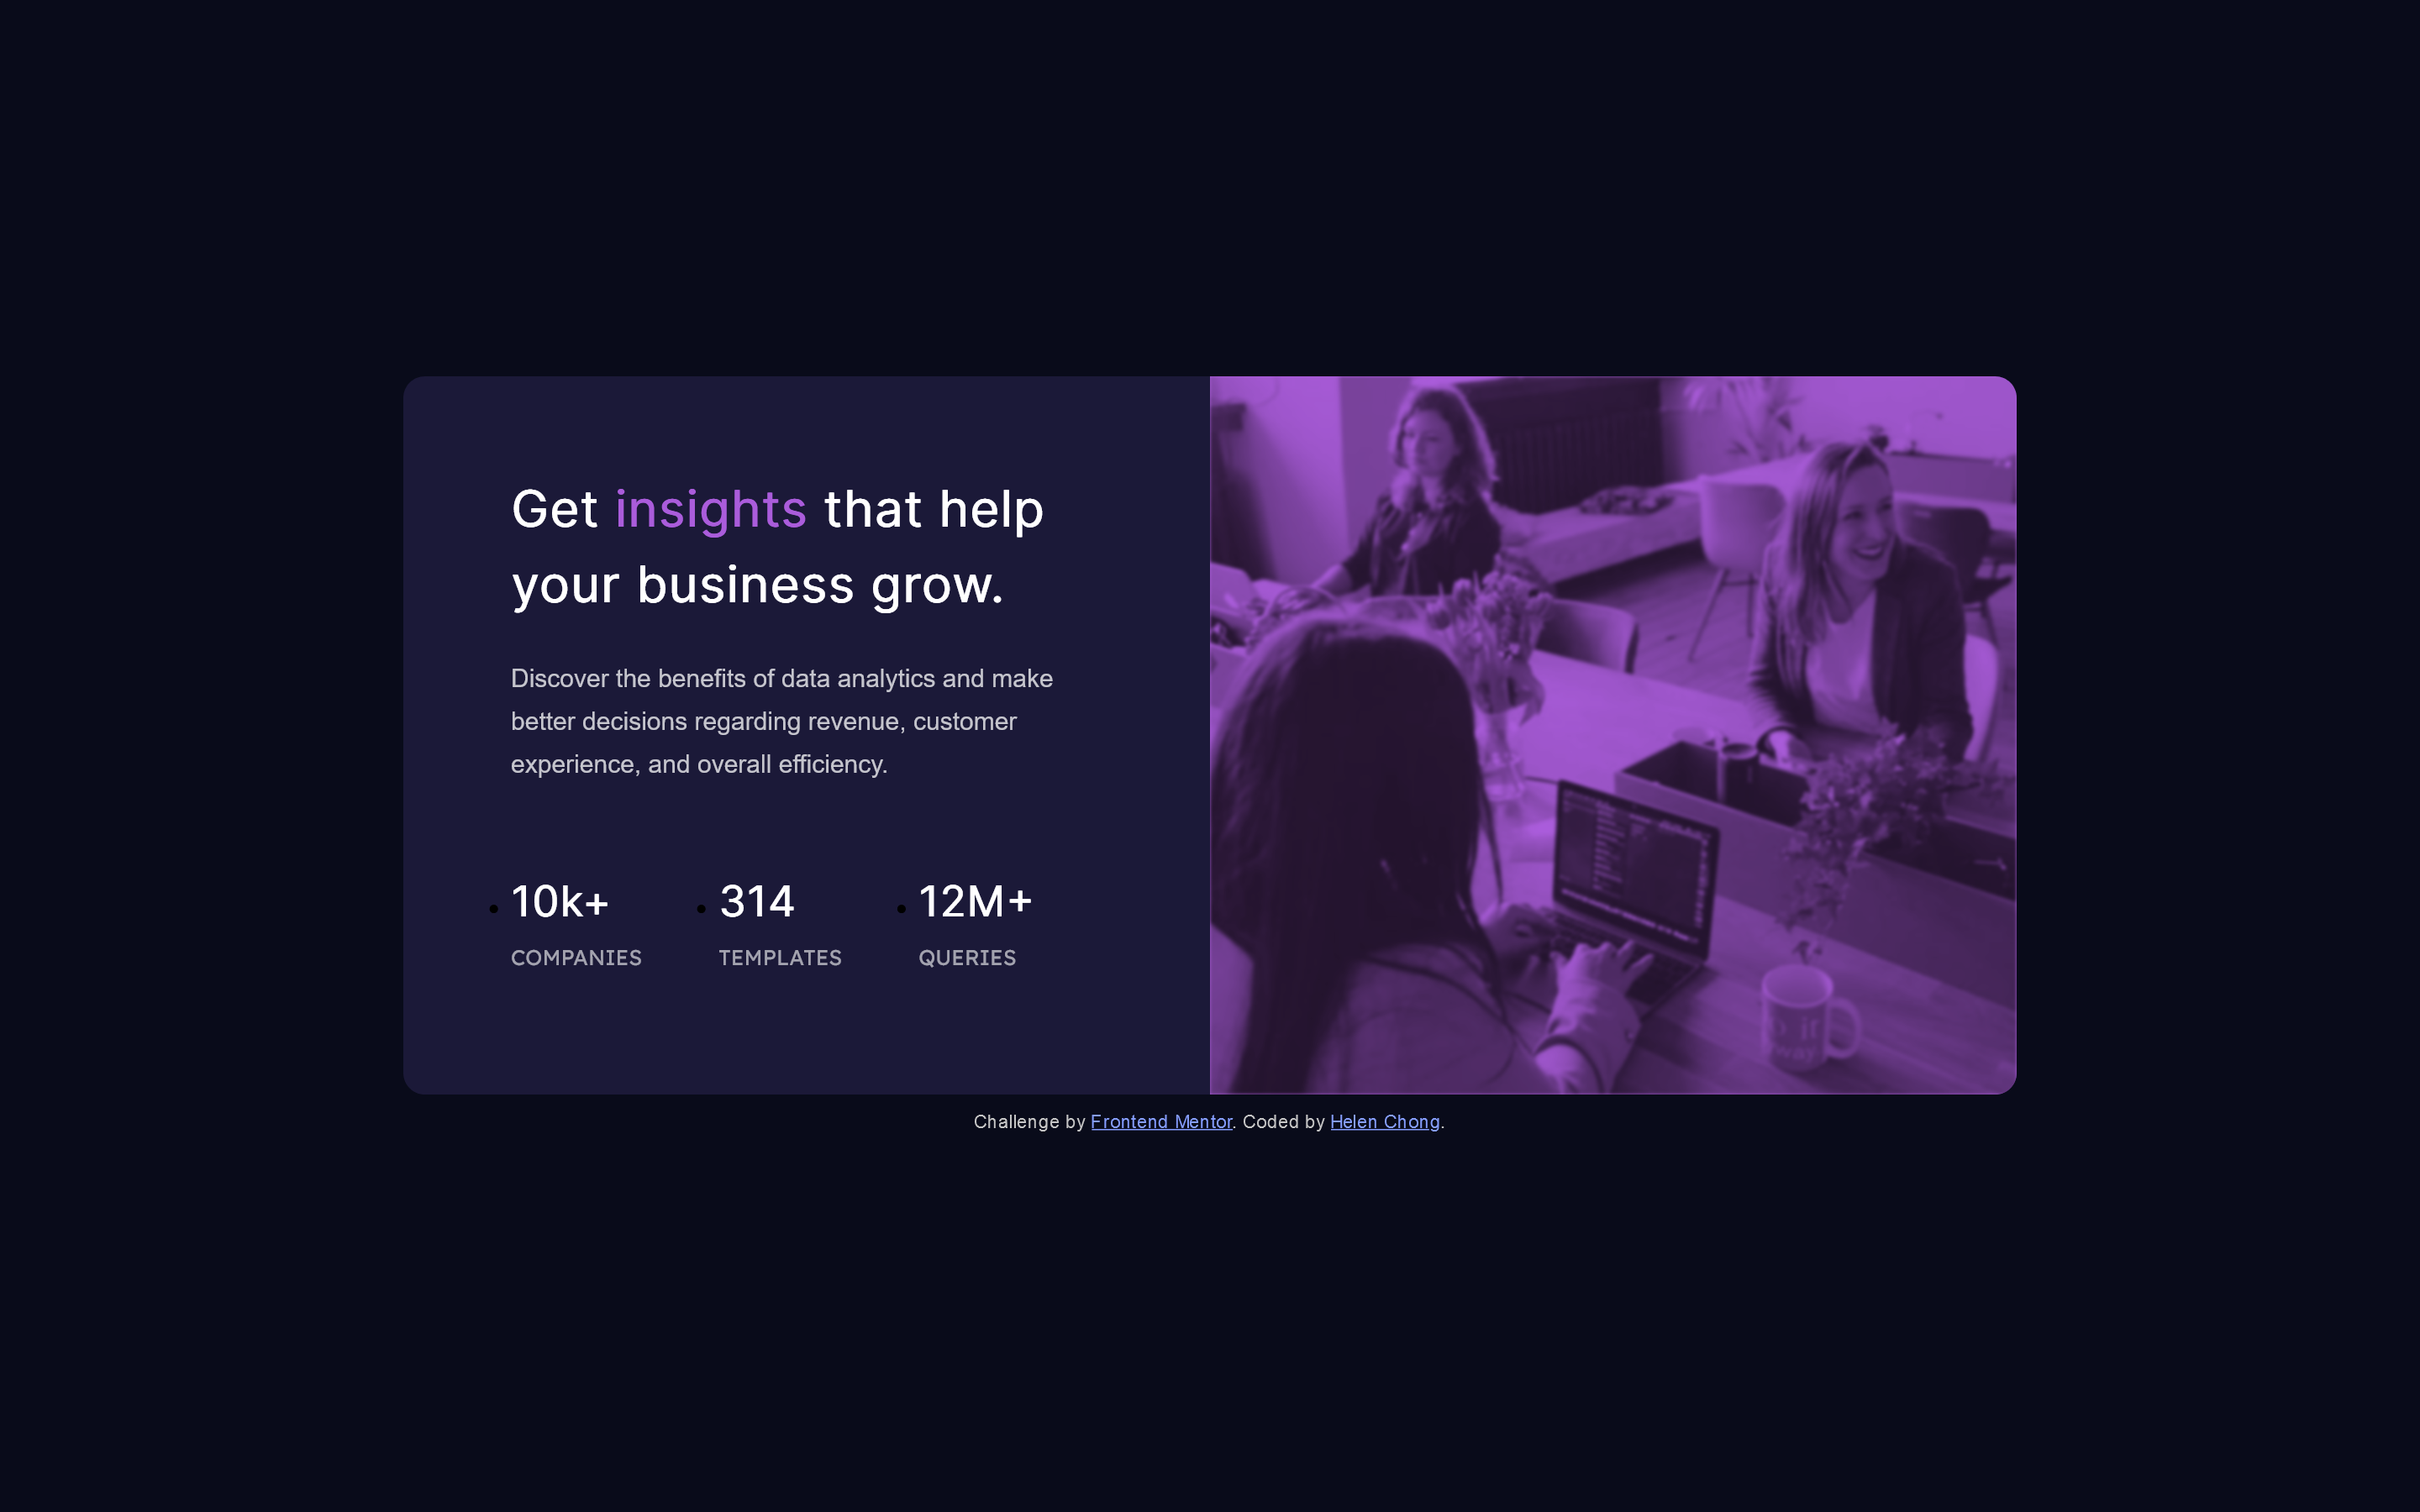 Get insights that help
your business grow.
Discover the benefits of data analytics and make
better decisions regarding revenue, customer
experience, and overall efficiency.
10k+
COMPANIES
314
TEMPLATES
12M+
QUERIES
Challenge by Frontend Mentor. Coded by Helen Chong.